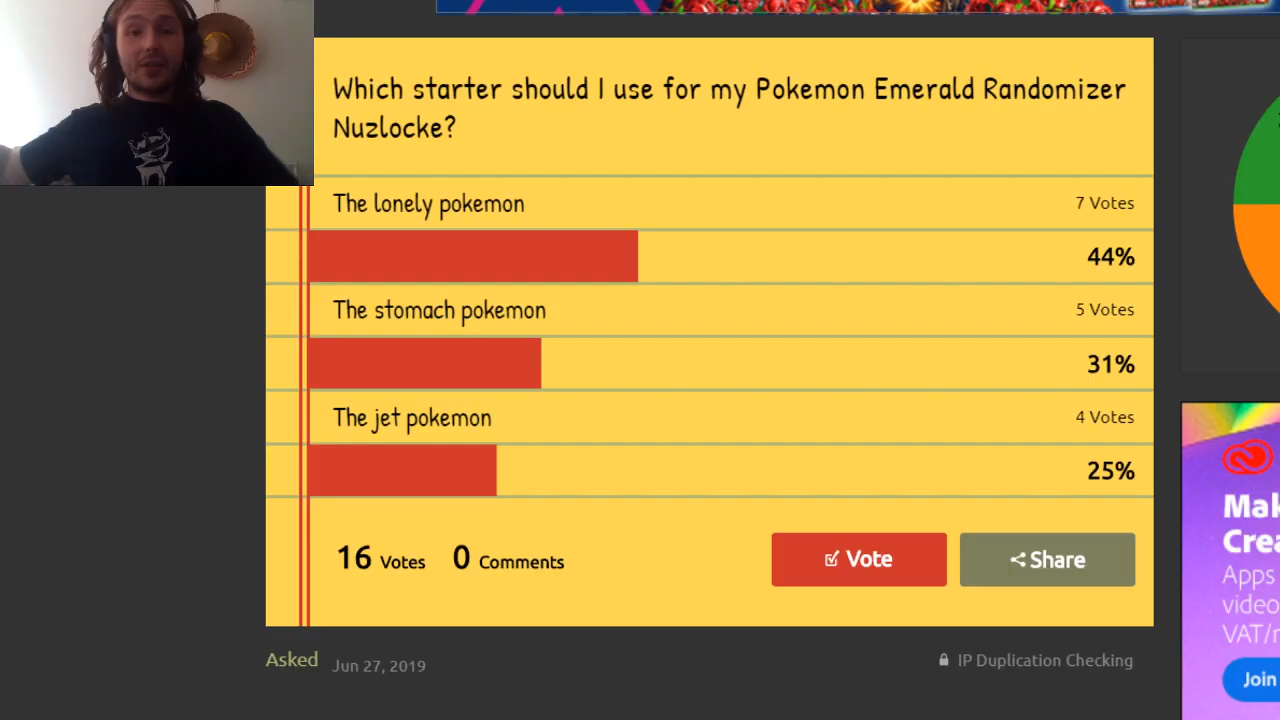 Which starter should I use for my Pokemon Emerald Randomizer
Nuzlocke?
The lonely pokemon
7 Votes
44%
The stomach pokemon
5 Votes
31%
The jet pokemon
4 Votes
25%
16 Votes
0 Comments
Vote
Share
Asked
Jun 27, 2019
IP Duplication Checking
Mak
Crea
Apps
video
VAT/r
Join